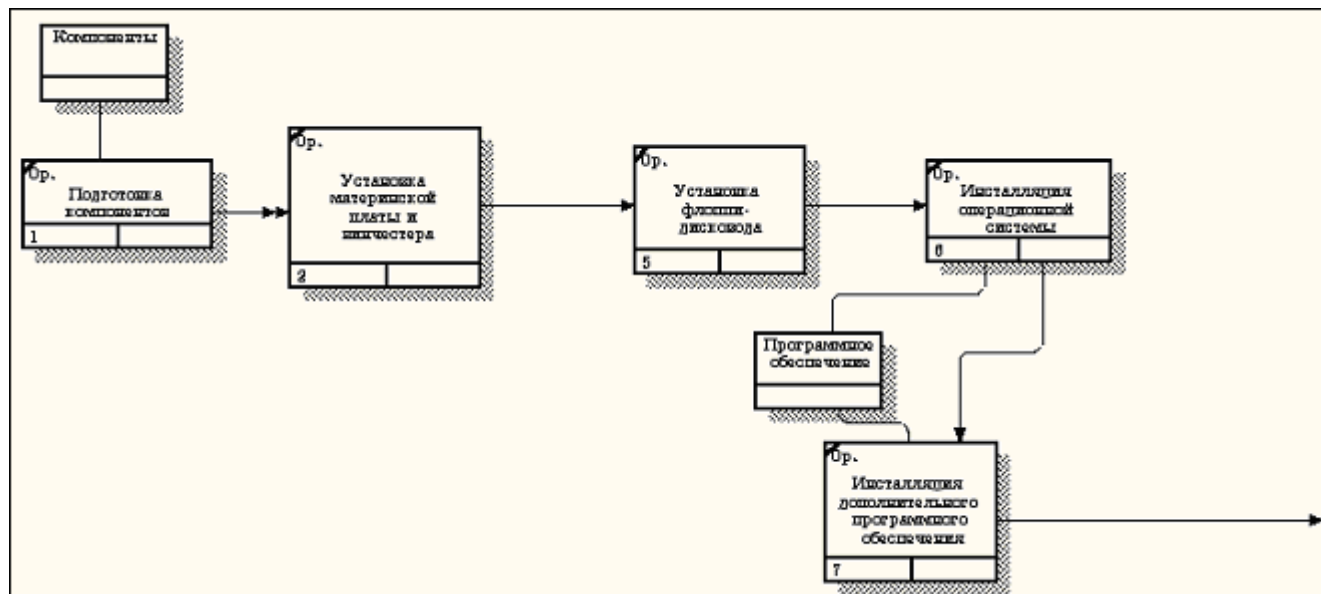 Компоненты
0р.
Подготовка
компонентов
1
0р.
Установка
материнской
платы и
винчестера
2
0р.
Установка
флоппи-
дисковода
5
0р.
Инсталляция
операционной
системы
6
Программное
обеспечение
0р.
Инсталляция
дополнительного
программного
обеспечения
7